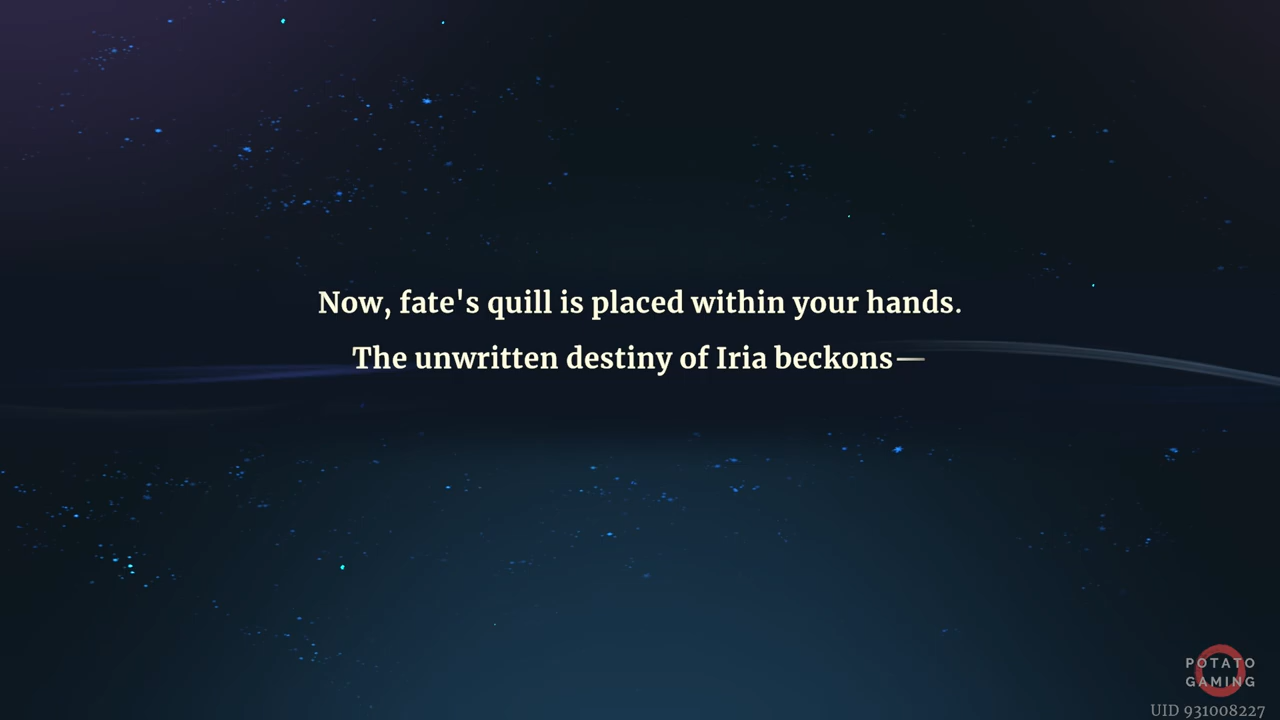 Now, fate's quill is placed within your hands.
The unwritten destiny of Iria beckons—
POTATO
GAMING
UID 931008227